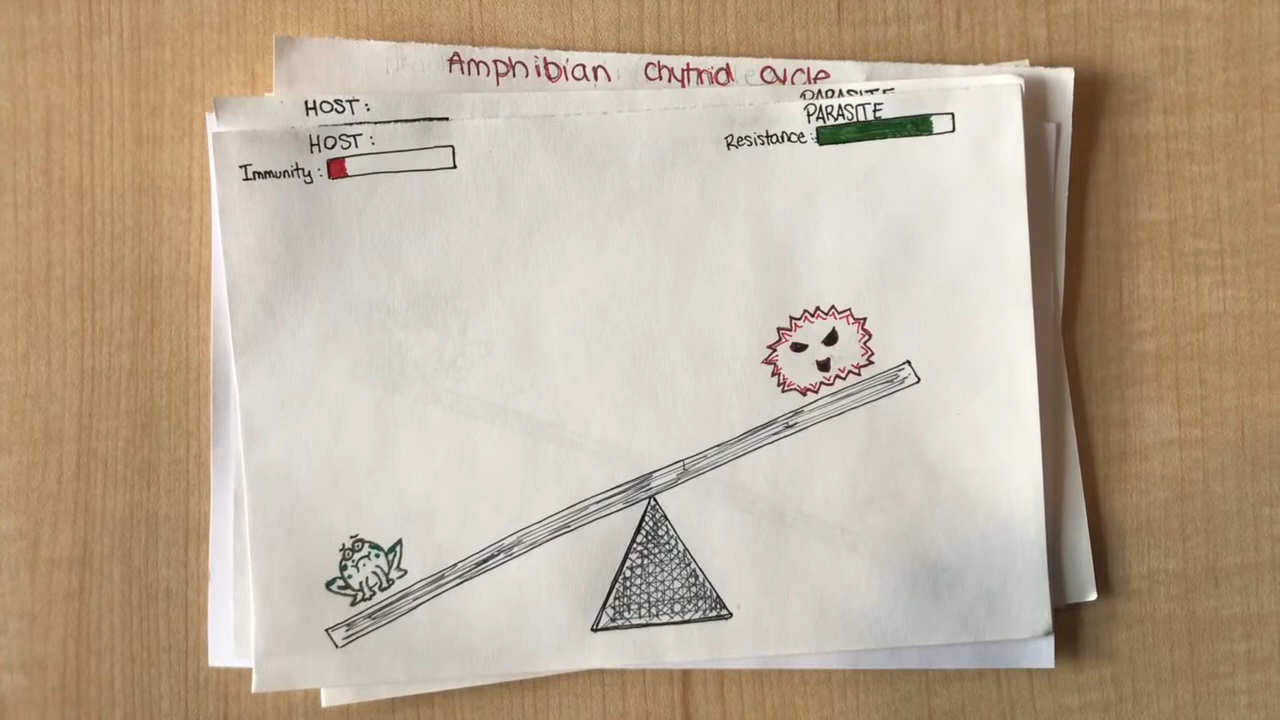 Amphibian chytrid cycle
HOST :
PARASITE
PARASITE
HOST :
Resistance :
Immunity :